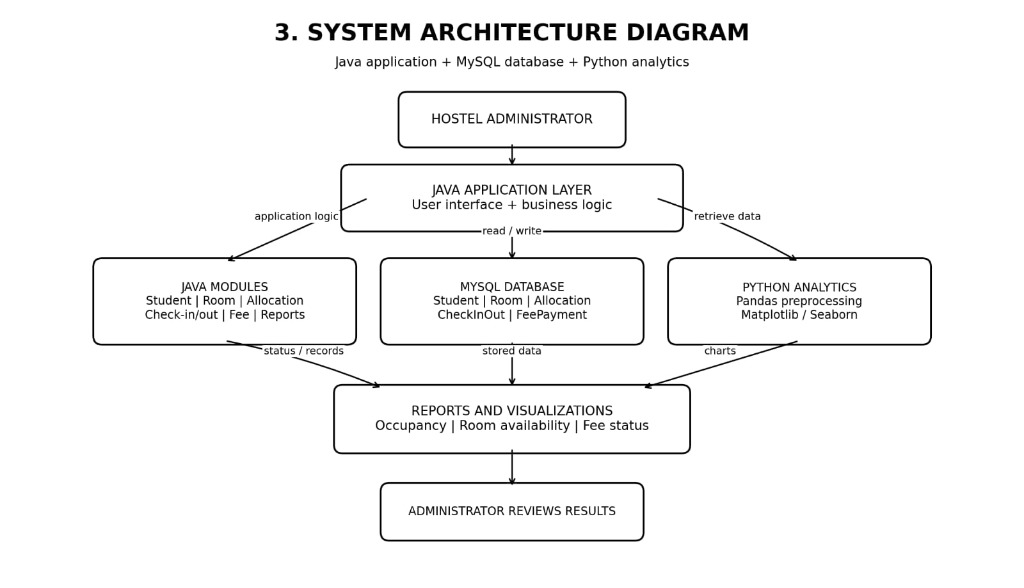 3. SYSTEM ARCHITECTURE DIAGRAM
Java application + MySQL database + Python analytics
HOSTEL ADMINISTRATOR
JAVA APPLICATION LAYER
User interface + business logic
application logic
read / write
retrieve data
JAVA MODULES
Student | Room | Allocation
Check-in/out | Fee | Reports
MYSQL DATABASE
Student | Room | Allocation
CheckInOut | FeePayment
PYTHON ANALYTICS
Pandas preprocessing
Matplotlib / Seaborn
status / records
stored data
charts
REPORTS AND VISUALIZATIONS
Occupancy | Room availability | Fee status
ADMINISTRATOR REVIEWS RESULTS